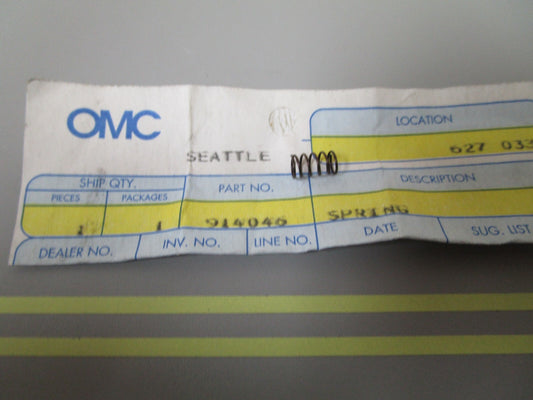 OMC
SEATTLE
LOCATION
627 033
SHIP QTY.
PIECES PACKAGES
PART NO.
DESCRIPTION
1 1 914046 SPRING
DEALER NO. INV. NO. LINE NO. DATE SUG. LIST